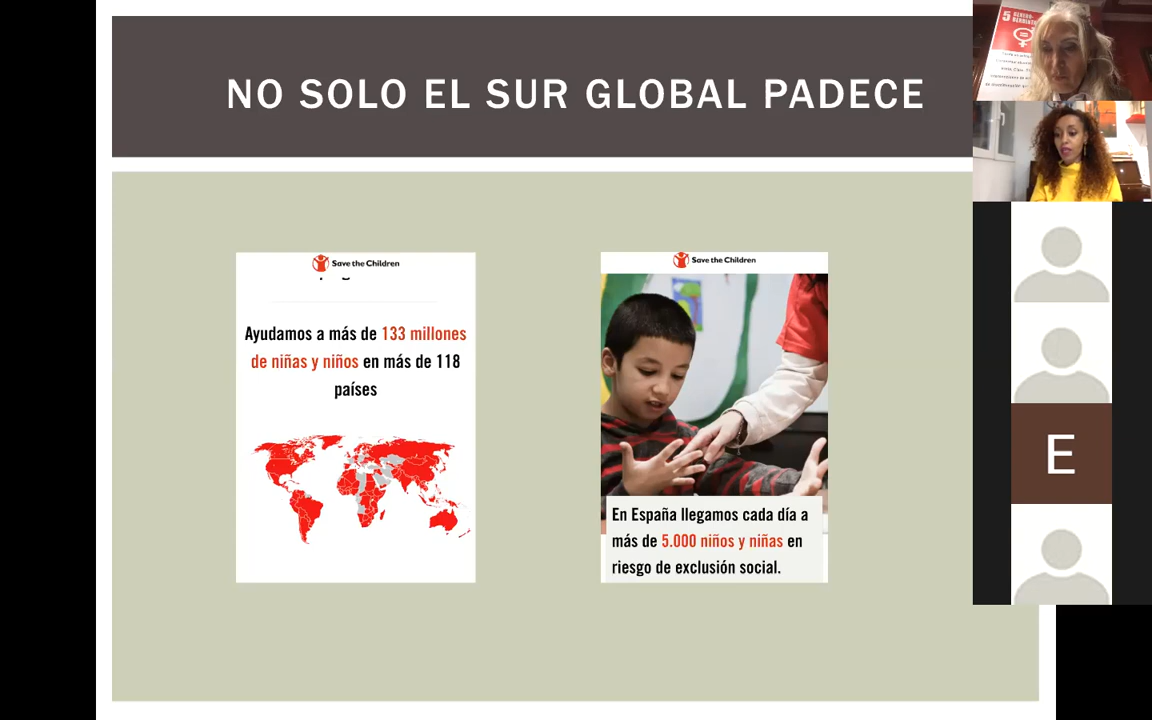 NO SOLO EL SUR GLOBAL PADECE
Save the Children
Ayudamos a más de 133 millones
de niñas y niños en más de 118
países
Save the Children
En España llegamos cada día a
más de 5.000 niños y niñas en
riesgo de exclusión social.
5
E